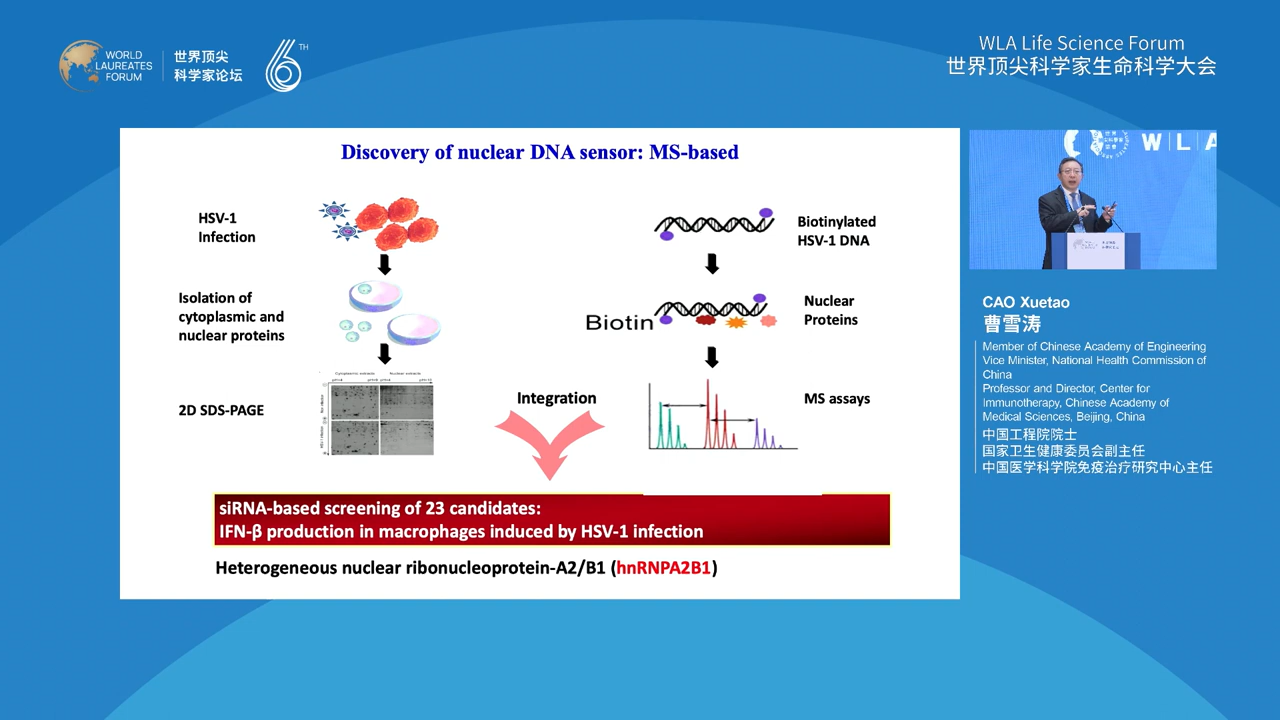 WORLD
LAUREATES
FORUM
世界顶尖
科学家论坛
6TH
WLA Life Science Forum
世界顶尖科学家生命科学大会
Discovery of nuclear DNA sensor: MS-based
HSV-1
Infection
Isolation of
cytoplasmic and
nuclear proteins
2D SDS-PAGE
Cytoplasmic extracts
Nuclear extracts
Biotinylated
HSV-1 DNA
Biotin
Nuclear
Proteins
MS assays
Integration
siRNA-based screening of 23 candidates:
IFN-β production in macrophages induced by HSV-1 infection
Heterogeneous nuclear ribonucleoprotein-A2/B1 (hnRNPA2B1)
W L A
CAO Xuetao
曹雪涛
Member of Chinese Academy of Engineering
Vice Minister, National Health Commission of
China
Professor and Director, Center for
Immunotherapy, Chinese Academy of
Medical Sciences, Beijing, China
中国工程院院士
国家卫生健康委员会副主任
中国医学科学院免疫治疗研究中心主任